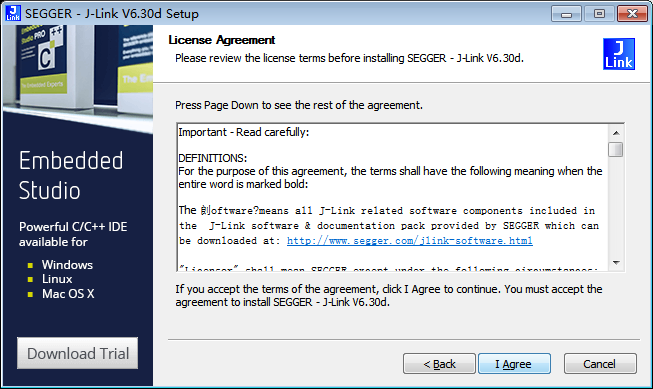 SEGGER - J-Link V6.30d Setup
License Agreement
Please review the license terms before installing SEGGER - J-Link V6.30d.
J
Link
Embedded
Studio PRO
Press Page Down to see the rest of the agreement.
Important - Read carefully:
DEFINITIONS:
For the purpose of this agreement, the terms shall have the following meaning when the
entire word is marked bold:
The 刽oftware?means all J-Link related software components included in
the J-Link software & documentation pack provided by SEGGER which can
be downloaded at: http://www.segger.com/jlink-software.html
"Licensor" shall mean SEGGER except under the following circumstances:
Embedded
Studio
Powerful C/C++ IDE
available for
Windows
Linux
Mac OS X
Download Trial
If you accept the terms of the agreement, click I Agree to continue. You must accept the
agreement to install SEGGER - J-Link V6.30d.
< Back
I Agree
Cancel